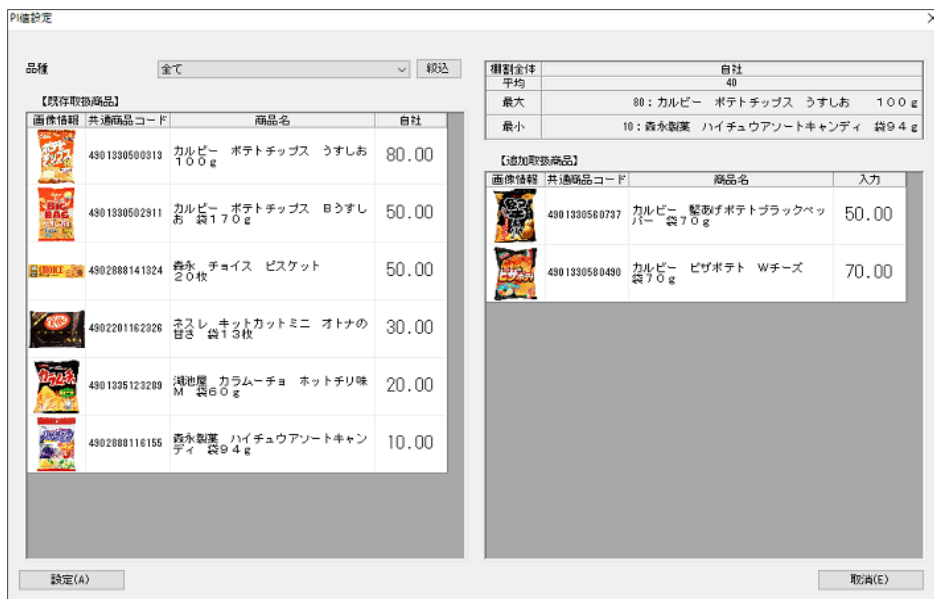 PI値設定
品種 全て 絞込
【既存取扱商品】
画像情報 共通商品コード 商品名 自社
4901330500313 カルビー　ポテトチップス　うすしお
１００ｇ 80.00
4901330502911 カルビー　ポテトチップス　Ｂうすし
お　袋１７０ｇ 50.00
4902888141324 森永　チョイス　ビスケット
２０枚 50.00
4902201162326 ネスレ　キットカットミニ　オトナの
甘さ　袋１３枚 30.00
4901335123289 湖池屋　カラムーチョ　ホットチリ味
Ｍ　袋６０ｇ 20.00
4902888116155 森永製菓　ハイチュウアソートキャン
ディ　袋９４ｇ 10.00
棚割全体 自社
平均 40
最大 80：カルビー　ポテトチップス　うすしお　　１００ｇ
最小 10：森永製菓　ハイチュウアソートキャンディ　袋９４ｇ
【追加取扱商品】
画像情報 共通商品コード 商品名 入力
4901330560737 カルビー　堅あげポテトブラックペッ
パー　袋７０ｇ 50.00
4901330580490 カルビー　ピザポテト　Ｗチーズ
袋７０ｇ 70.00
設定(A) 取消(E)